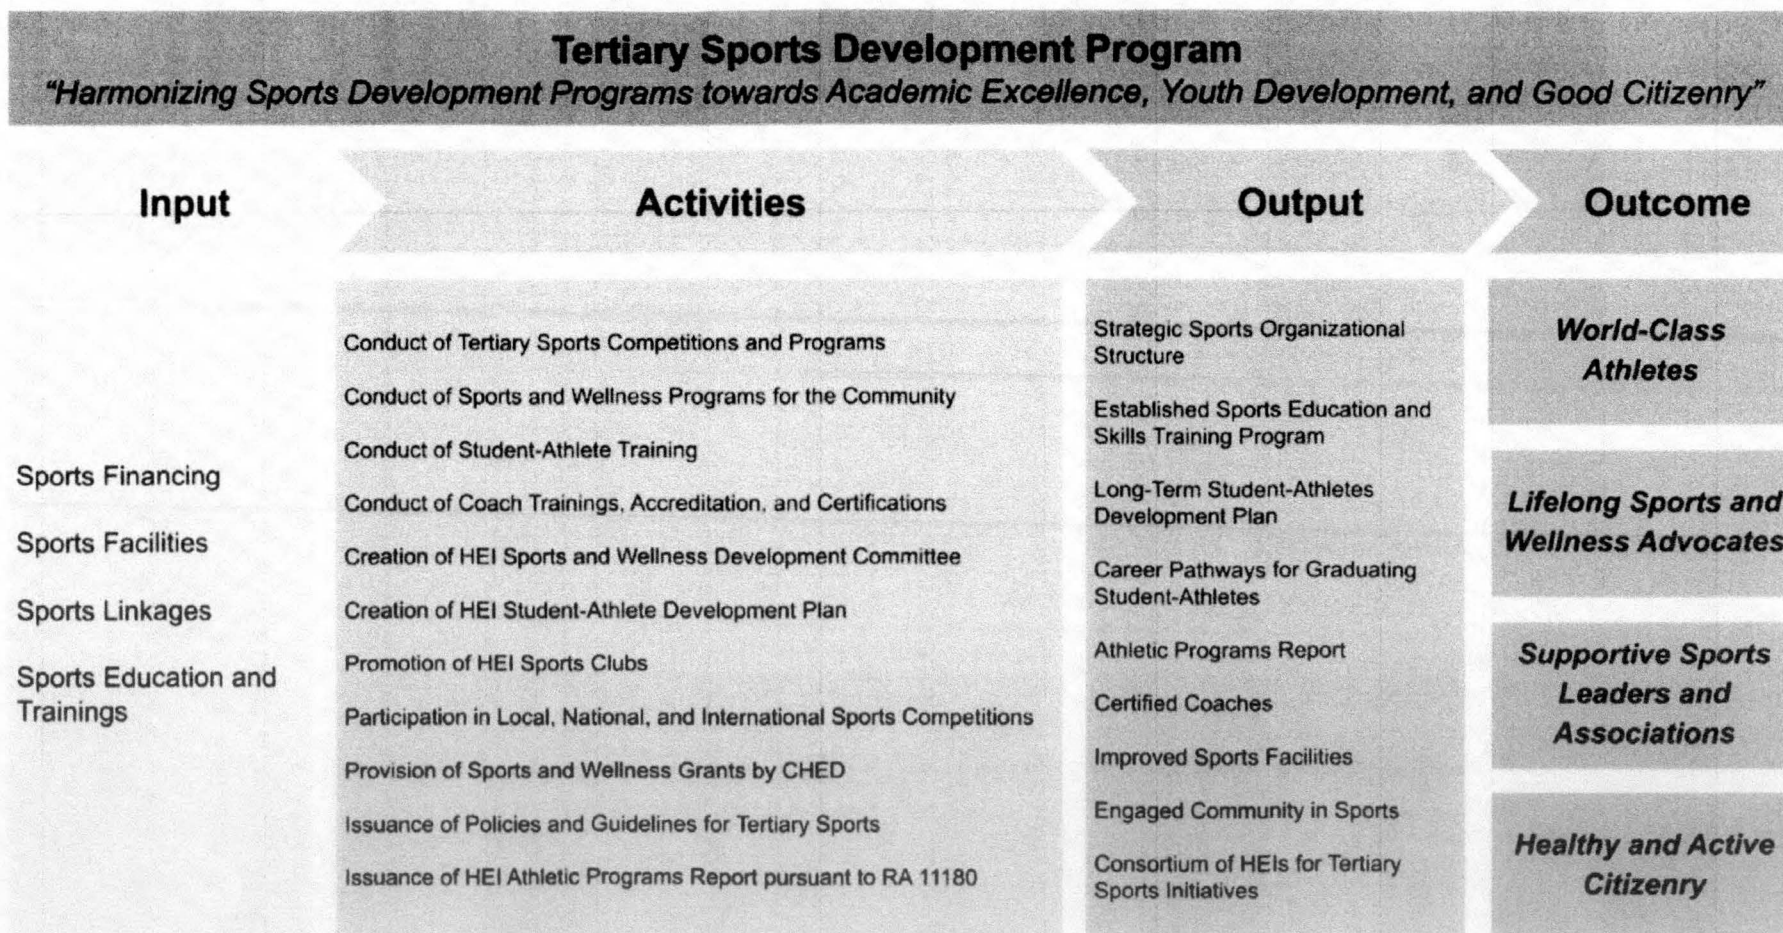 Tertiary Sports Development Program
"Harmonizing Sports Development Programs towards Academic Excellence, Youth Development, and Good Citizenry"
Input
Activities
Output
Outcome
Sports Financing
Sports Facilities
Sports Linkages
Sports Education and
Trainings
Conduct of Tertiary Sports Competitions and Programs
Conduct of Sports and Wellness Programs for the Community
Conduct of Student-Athlete Training
Conduct of Coach Trainings, Accreditation, and Certifications
Creation of HEI Sports and Wellness Development Committee
Creation of HEI Student-Athlete Development Plan
Promotion of HEI Sports Clubs
Participation in Local, National, and International Sports Competitions
Provision of Sports and Wellness Grants by CHED
Issuance of Policies and Guidelines for Tertiary Sports
Issuance of HEI Athletic Programs Report pursuant to RA 11180
Strategic Sports Organizational
Structure
Established Sports Education and
Skills Training Program
Long-Term Student-Athletes
Development Plan
Career Pathways for Graduating
Student-Athletes
Athletic Programs Report
Certified Coaches
Improved Sports Facilities
Engaged Community in Sports
Consortium of HEIs for Tertiary
Sports Initiatives
World-Class
Athletes
Lifelong Sports and
Wellness Advocates
Supportive Sports
Leaders and
Associations
Healthy and Active
Citizenry